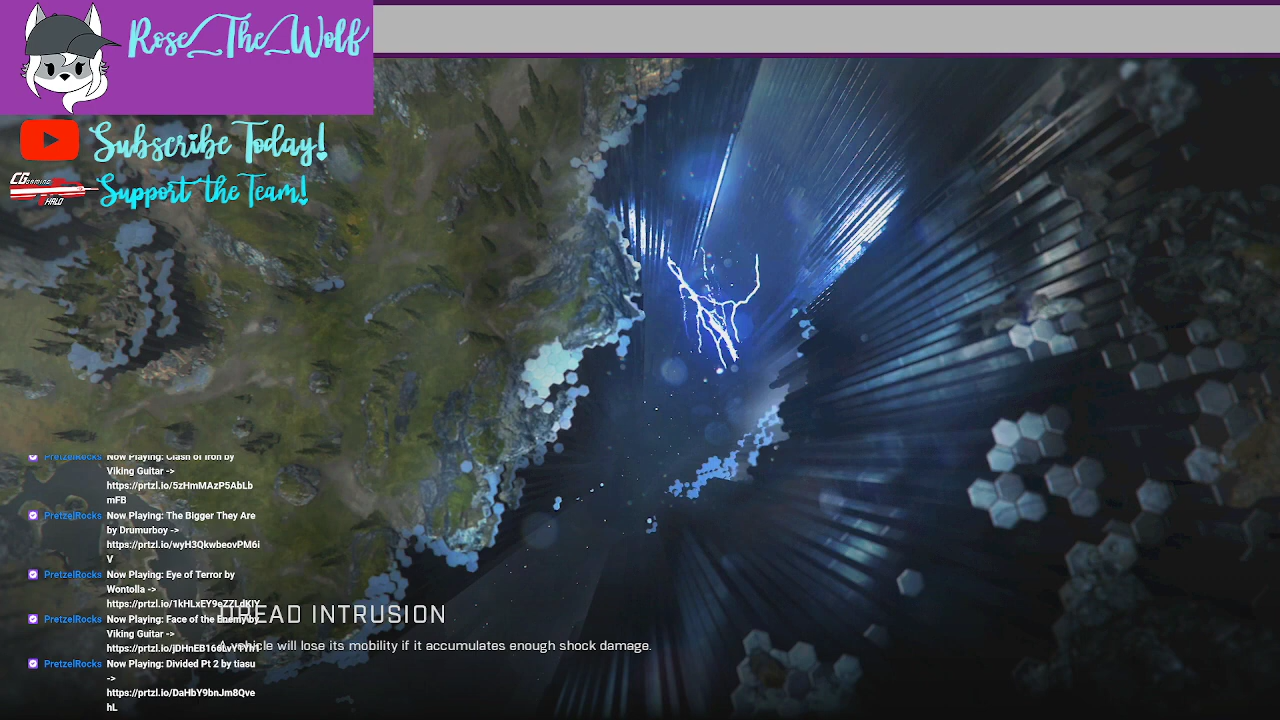 Rose_The_Wolf
Subscribe Today!
CGaming
HALO
Support the Team!
PretzelRocks Now Playing: Clash of Iron by
Viking Guitar ->
https://prtzl.io/5zHmMAzP5AbLb
mFB
PretzelRocks Now Playing: The Bigger They Are
by Drumurboy ->
https://prtzl.io/wyH3QkwbeovPM6i
V
PretzelRocks Now Playing: Eye of Terror by
Wontolla ->
PretzelRocks Now Playing: Face of the Enemy by
Viking Guitar ->
PretzelRocks Now Playing: Divided Pt 2 by tiasu
->
https://prtzl.io/DaHbY9bnJm8Qve
hL
DREAD INTRUSION
A vehicle will lose its mobility if it accumulates enough shock damage.